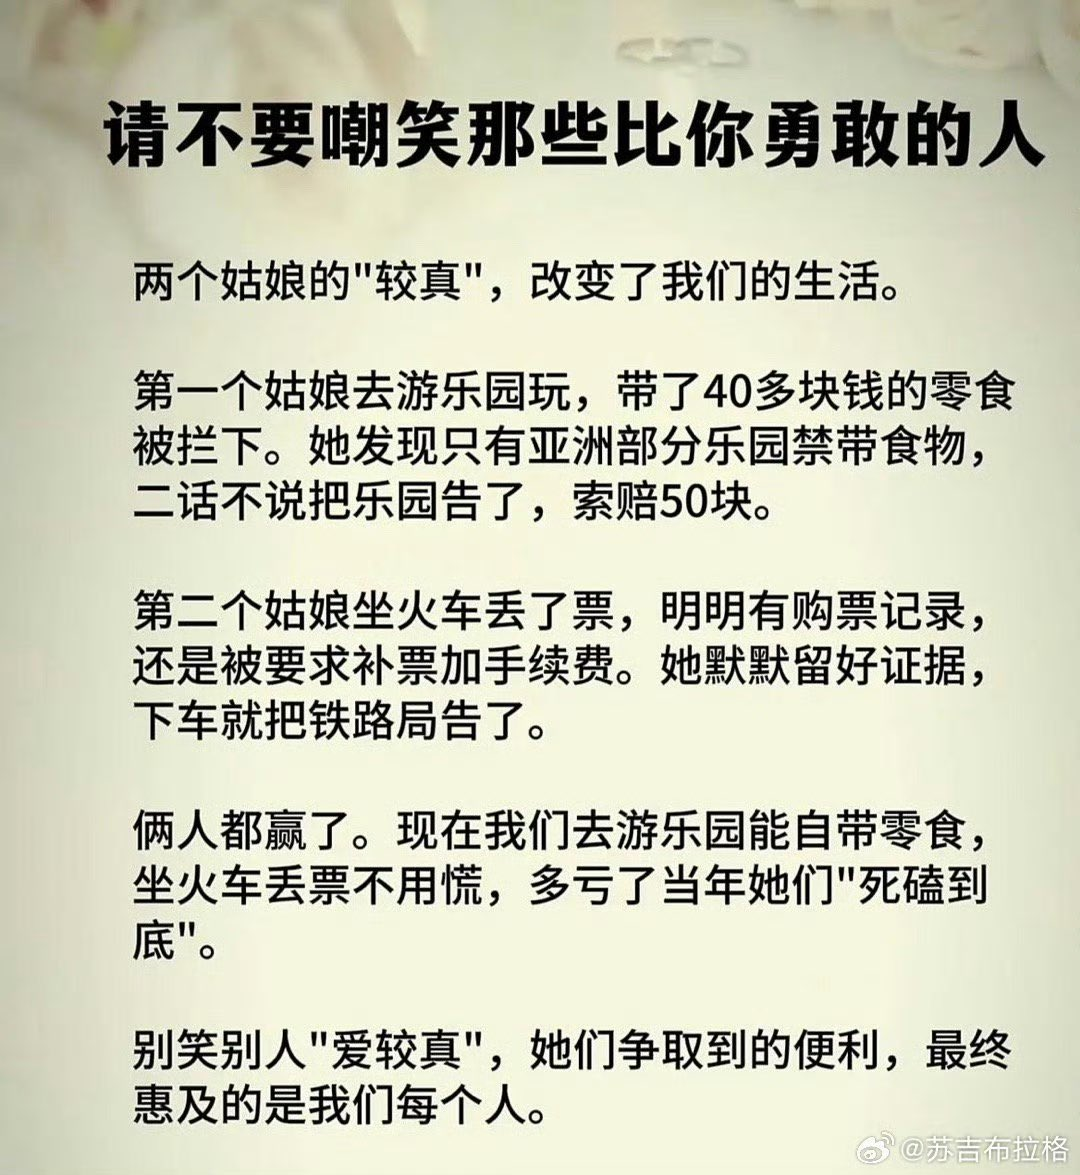 请不要嘲笑那些比你勇敢的人
两个姑娘的"较真"，改变了我们的生活。
第一个姑娘去游乐园玩，带了40多块钱的零食
被拦下。她发现只有亚洲部分乐园禁带食物，
二话不说把乐园告了，索赔50块。
第二个姑娘坐火车丢了票，明明有购票记录，
还是被要求补票加手续费。她默默留好证据，
下车就把铁路局告了。
俩人都赢了。现在我们去游乐园能自带零食，
坐火车丢票不用慌，多亏了当年她们"死磕到
底"。
别笑别人"爱较真"，她们争取到的便利，最终
惠及的是我们每个人。
@苏吉布拉格